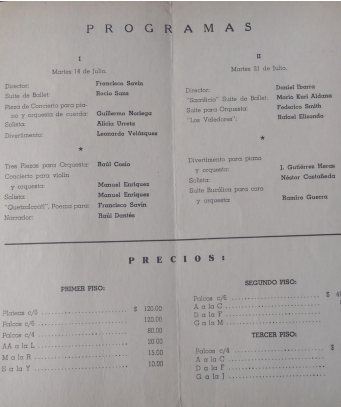 PROGRAMAS
I
Martes 14 de Julio.
Director: Francisco Savín
Suite de Ballet: Rocío Sanz
Pieza de Concierto para pia-
no y orquesta de cuerda: Guillermo Noriega
Solista: Alicia Urreta
Divertimento: Leonardo Velázquez
*
Tres Piezas para Orquesta: Raúl Cosío
Concierto para violín
y orquesta: Manuel Enríquez
Solista: Manuel Enríquez
"Quetzalcoatl", Poema para: Francisco Savín
Narrador: Raúl Dantés
II
Martes 21 de Julio.
Director: Daniel Ibarra
"Sacrificio" Suite de Ballet: Mario Kuri Aldana
Suite para Orquesta: Federico Smith
"Los Veledores": Rafael Elizondo
*
Divertimento para piano
y orquesta: J. Gutiérrez Heras
Solista: Néstor Castañeda
Suite Bucólica para coro
y orquesta: Ramiro Guerra
PRECIOS:
PRIMER PISO:
Plateas c/6 $ 120.00
Palcos c/6 120.00
Palcos c/4 80.00
AA a L 20.00
M a la R 15.00
a la Y 10.00
SEGUNDO PISO:
Palcos c/6 $
A a la C
D a la F
G a la M
TERCER PISO:
Palcos c/4 $
A a la C
D a la F
G a la J